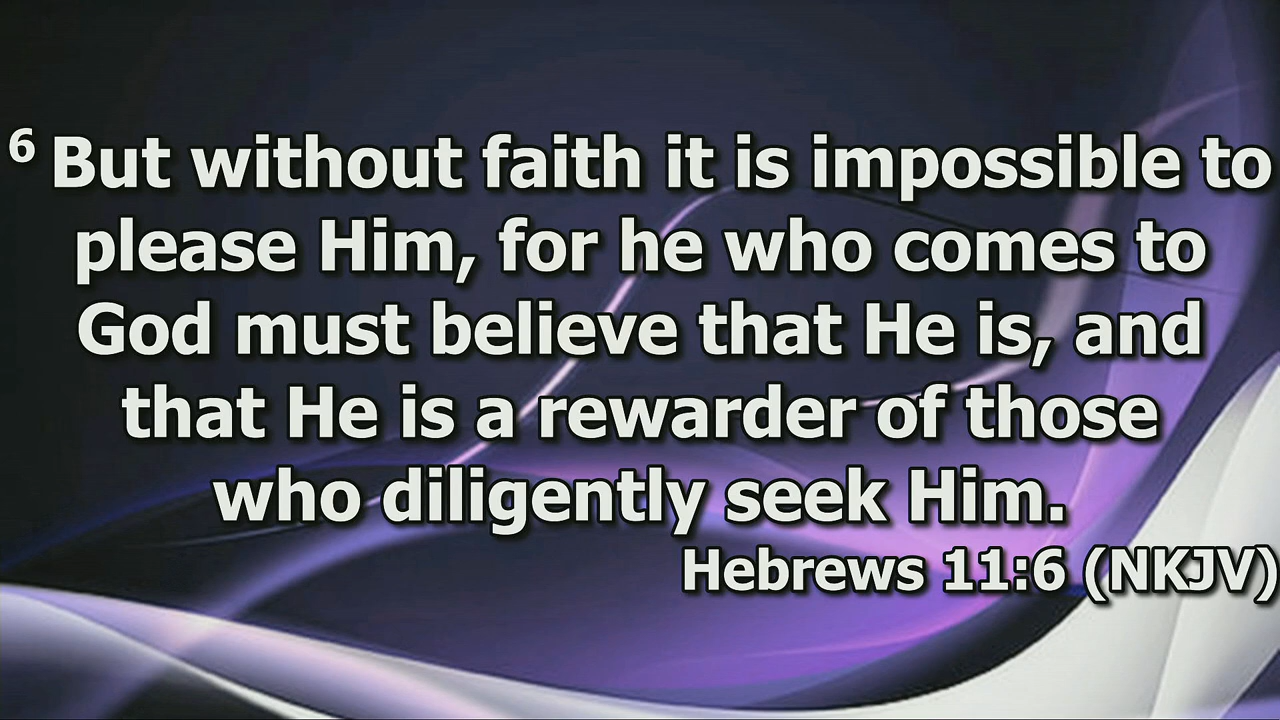 6 But without faith it is impossible to
please Him, for he who comes to
God must believe that He is, and
that He is a rewarder of those
who diligently seek Him.
Hebrews 11:6 (NKJV)